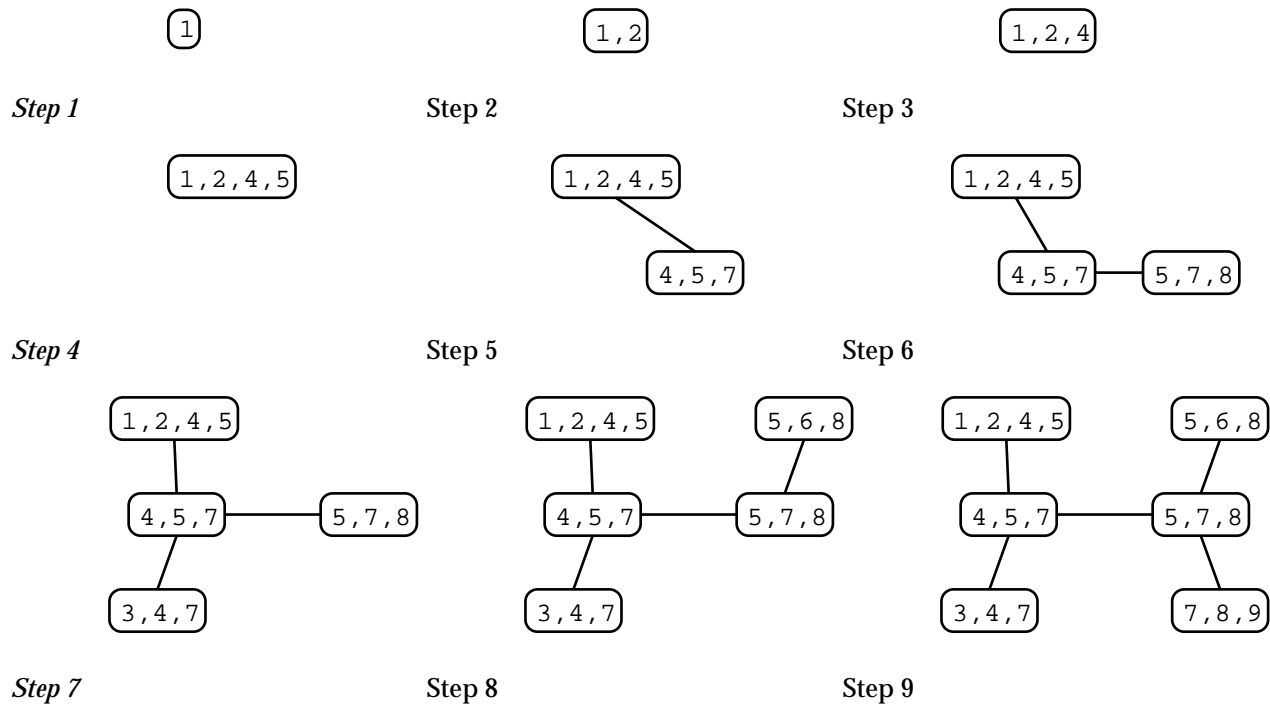 1 1,2 1,2,4
Step 1 Step 2 Step 3
1,2,4,5 1,2,4,5 1,2,4,5
4,5,7 4,5,7 5,7,8
Step 4 Step 5 Step 6
1,2,4,5 1,2,4,5 5,6,8 1,2,4,5 5,6,8
4,5,7 5,7,8 4,5,7 5,7,8 4,5,7 5,7,8
3,4,7 3,4,7 3,4,7 7,8,9
Step 7 Step 8 Step 9